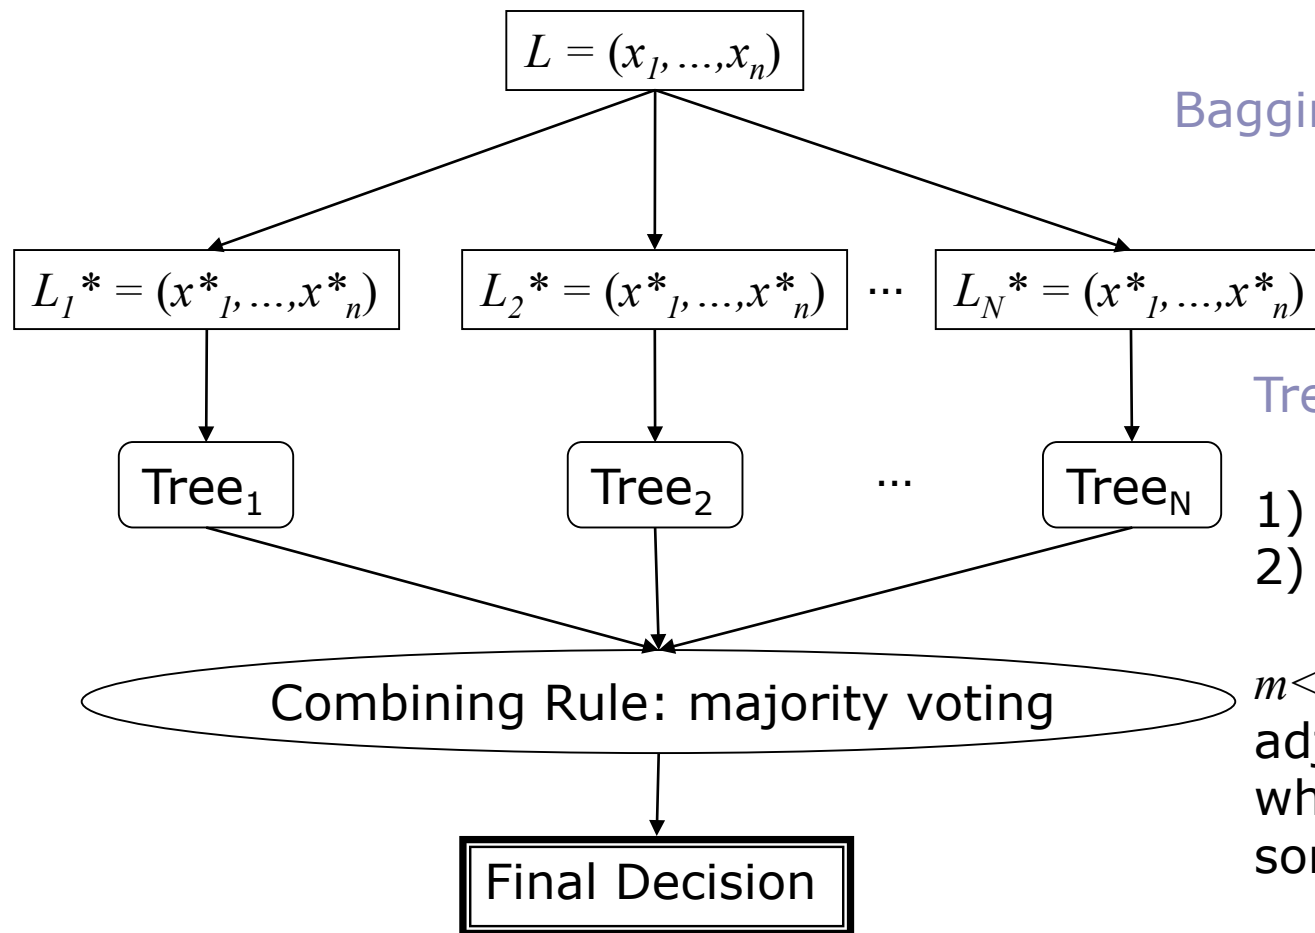 L = (x1,...,xn)
Baggin
L1* = (x*1,...,x*n)
L2* = (x*1,...,x*n)
...
LN* = (x*1,...,x*n)
Tre
Tree1
Tree2
...
TreeN
1)
2)
Combining Rule: majority voting
m<
adj
wh
sor
Final Decision